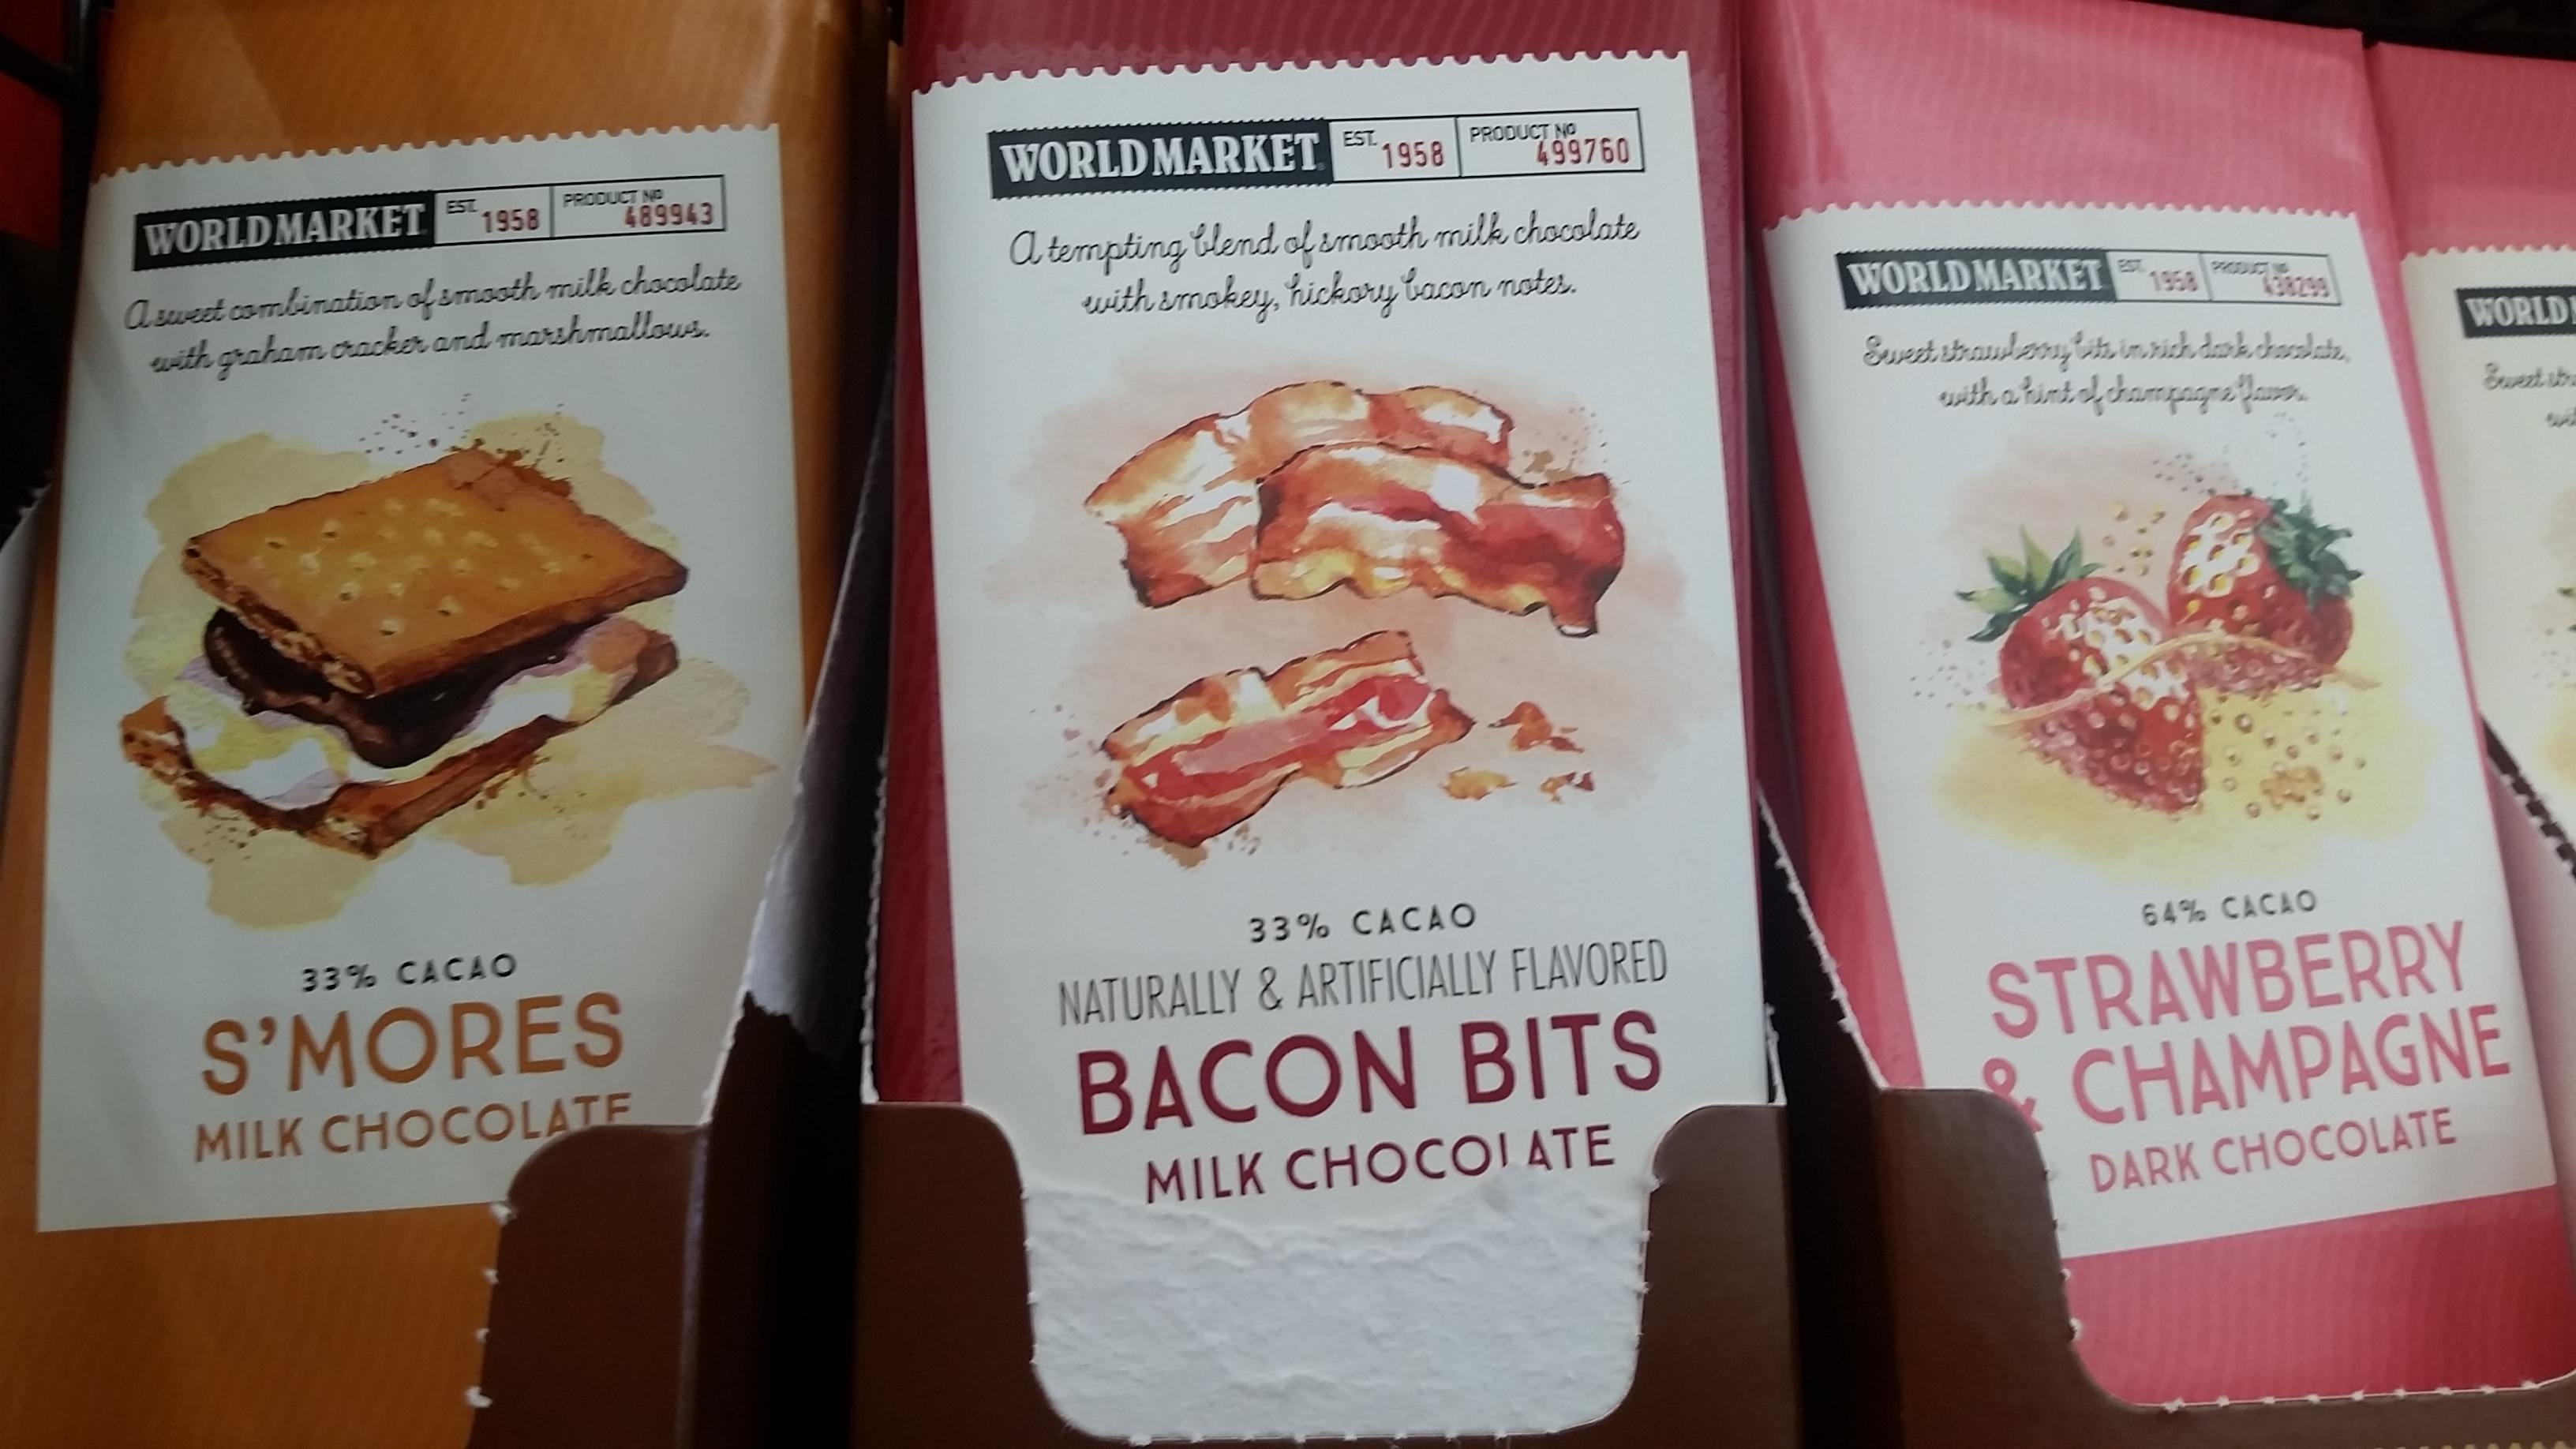 WORLD MARKET EST. 1958 PRODUCT Nº 489943
A sweet combination of smooth milk chocolate
with graham cracker and marshmallows.
33% CACAO
S'MORES
MILK CHOCOLATE
WORLD MARKET EST. 1958 PRODUCT Nº 499760
A tempting blend of smooth milk chocolate
with smokey, hickory bacon notes.
33% CACAO
NATURALLY & ARTIFICIALLY FLAVORED
BACON BITS
MILK CHOCOLATE
WORLD MARKET EST. 1958 PRODUCT Nº 438299
Sweet strawberry bits in rich dark chocolate,
with a hint of champagne flavor.
64% CACAO
STRAWBERRY
& CHAMPAGNE
DARK CHOCOLATE
WORLD
Sweet